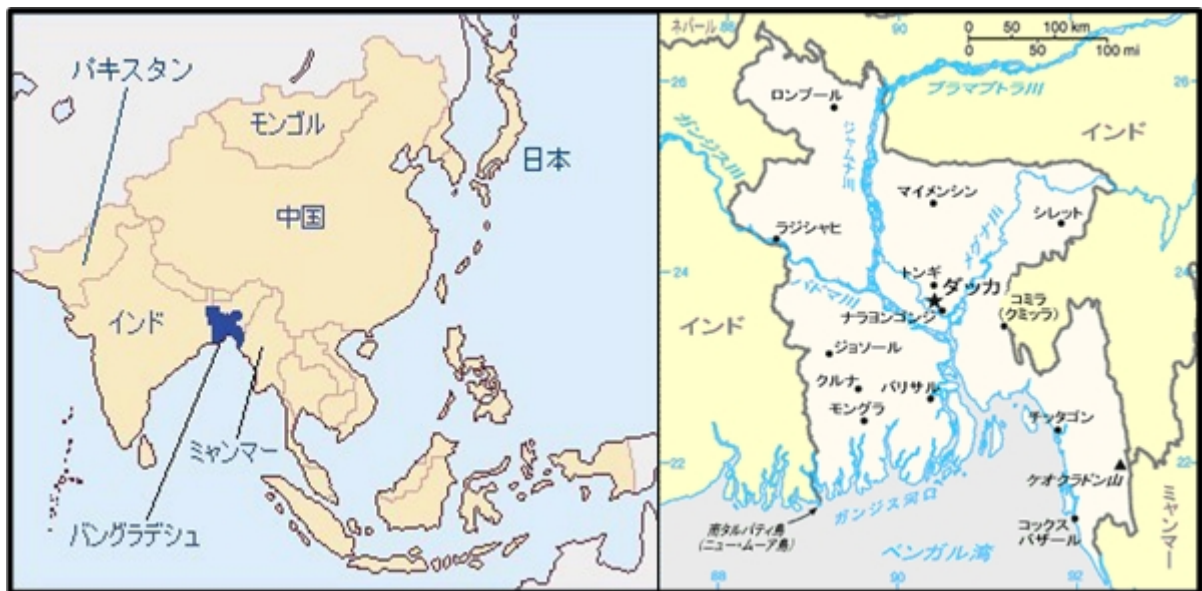 パキスタン
モンゴル
日本
中国
インド
ミャンマー
バングラデシュ
ネパール
88
90
0 50 100 km
0 50 100 mi
26
26
ブラマプトラ川
ロンプール
ガンジス川
ジャムナ川
インド
マイメンシン
シレット
メグナ川
ラジシャヒ
24
24
トンギ
ダッカ
パドマ川
コミラ
(クミッラ)
ナラヨンゴンジ
インド
ジョソール
クルナ
バリサル
モングラ
チッタゴン
22
22
ケオクラドン山
ガンジス河口
南タルパティ島
(ニュー・ムーア島)
コックス
バザール
ミャンマー
ベンガル湾
88
90
92